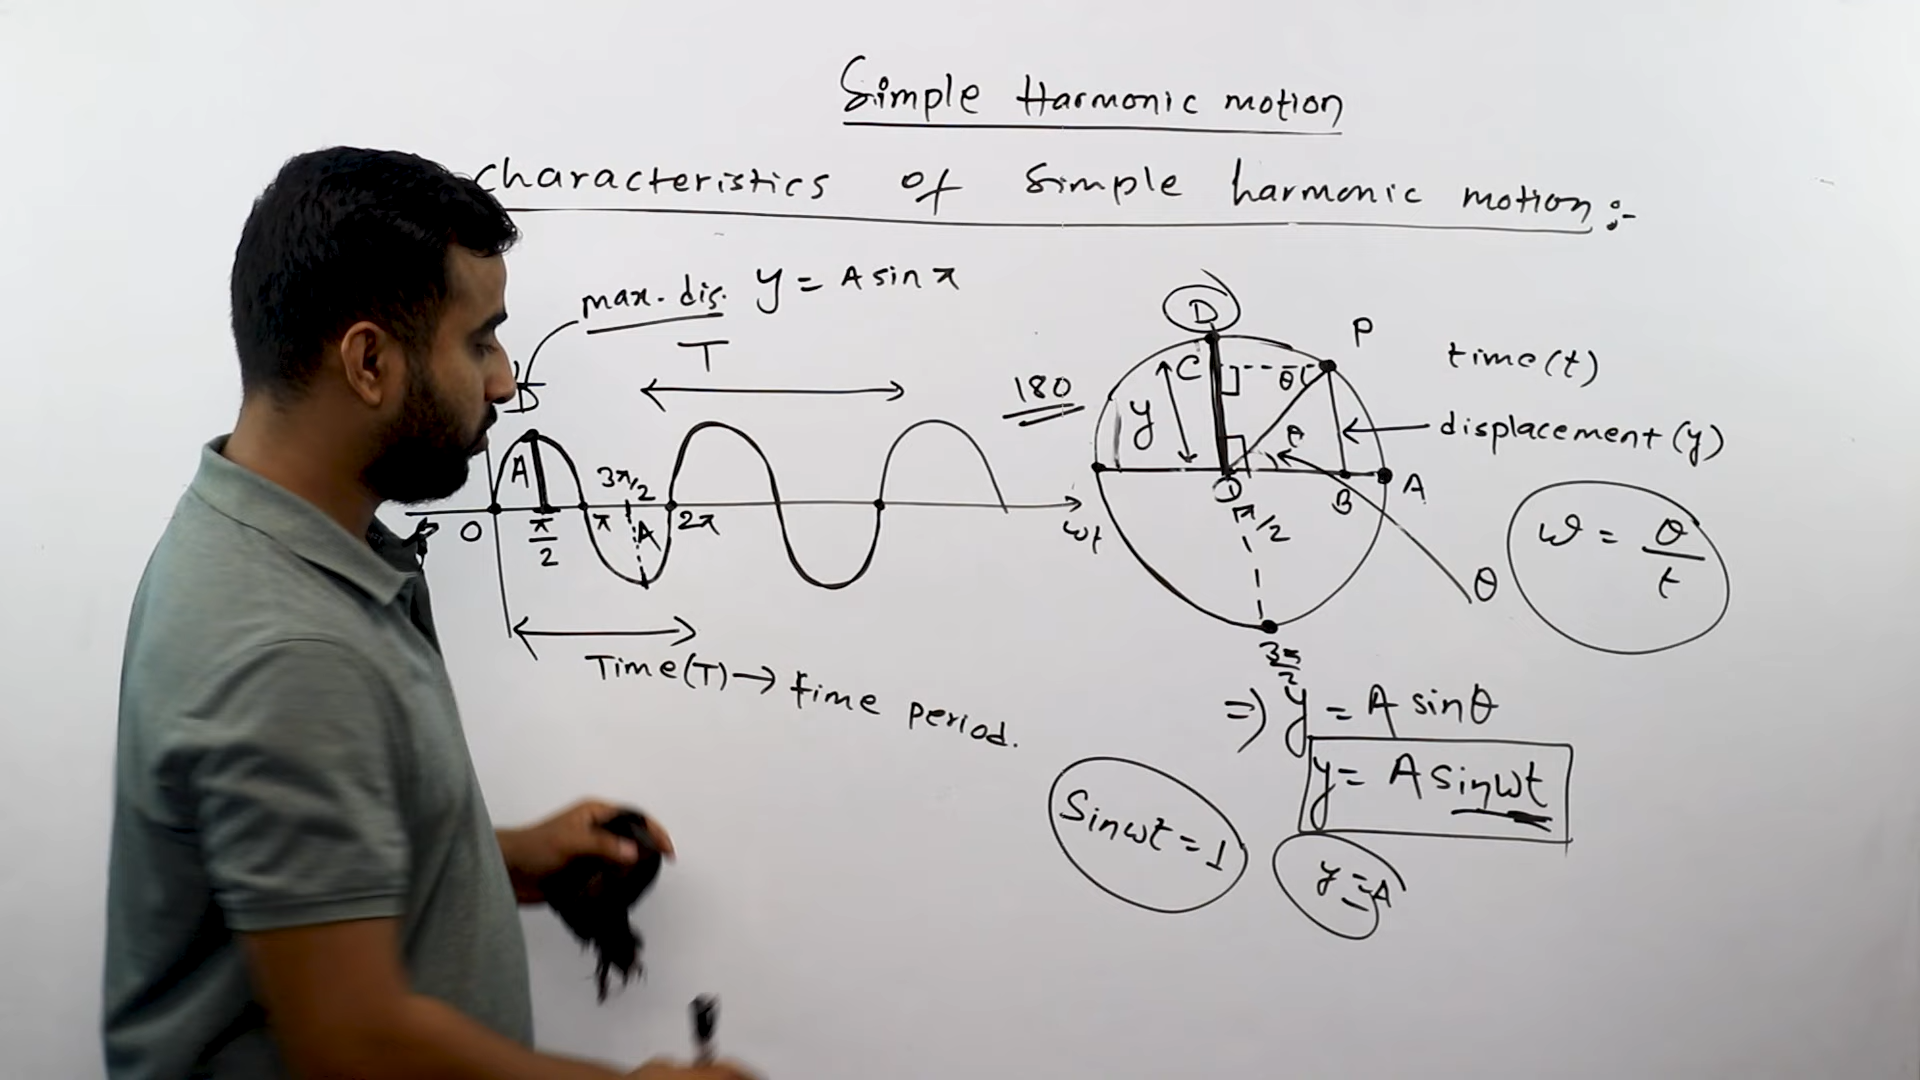 Simple Harmonic motion
characteristics of simple harmonic motion :-
max. dis. y = A sin x
T
D
A
0
π/2
π
3π/2
A
2π
ωt
Time(T) → time period.
180
D
P
C
θ
y
θ
O
π/2
B
A
3π/2
time(t)
displacement(y)
θ
ω = θ/t
⇒ y = A sinθ
y = A sinωt
Sinωt = 1
y = A